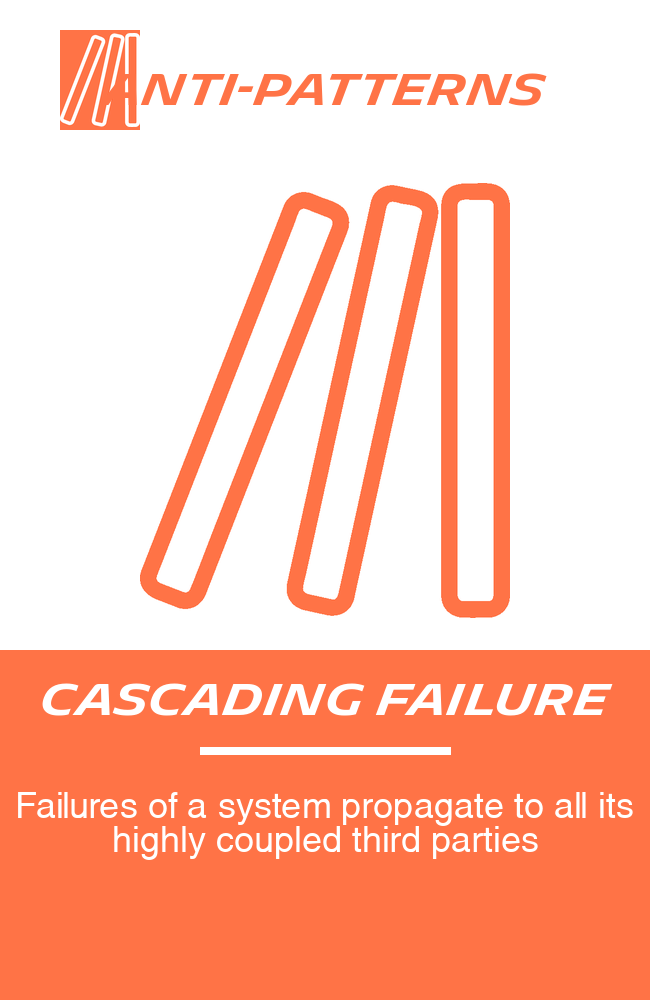 ANTI-PATTERNS
CASCADING FAILURE
Failures of a system propagate to all its
highly coupled third parties